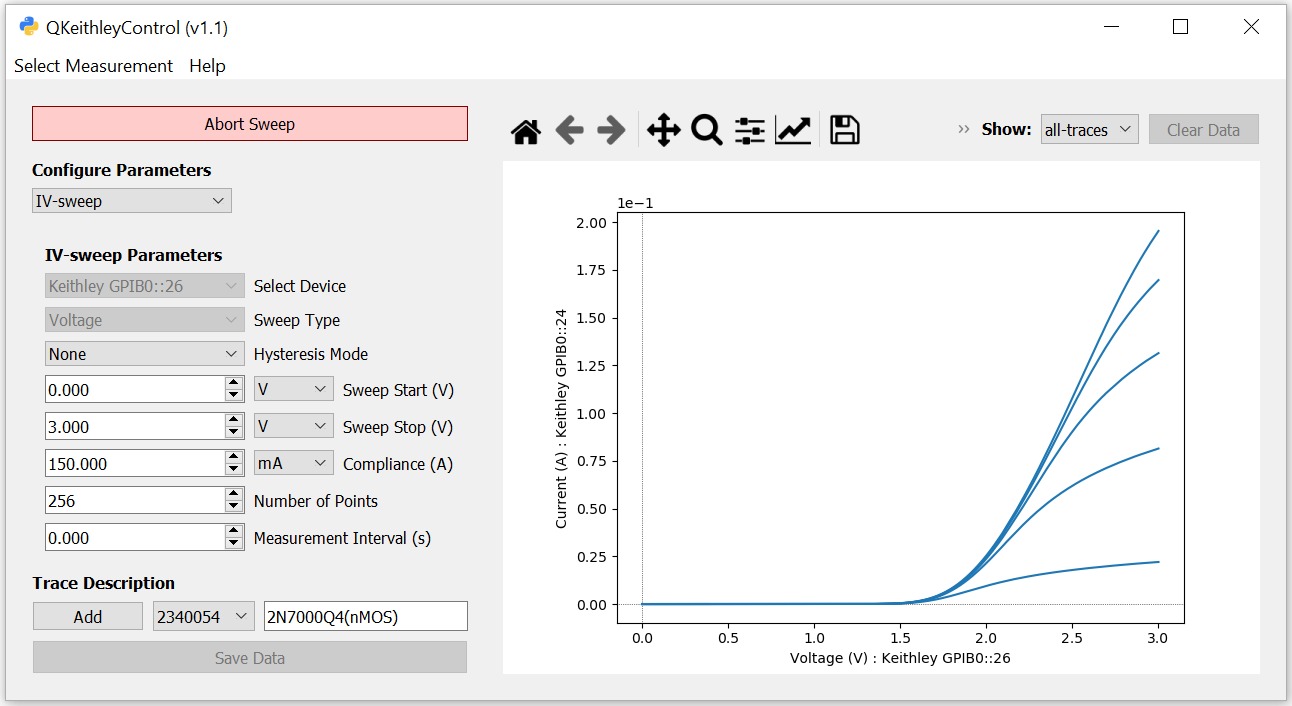 QKeithleyControl (v1.1)
Select Measurement Help
Abort Sweep
Configure Parameters
IV-sweep
IV-sweep Parameters
Keithley GPIB0::26 Select Device
Voltage Sweep Type
None Hysteresis Mode
0.000 V Sweep Start (V)
3.000 V Sweep Stop (V)
150.000 mA Compliance (A)
256 Number of Points
0.000 Measurement Interval (s)
Trace Description
Add 2340054 2N7000Q4(nMOS)
Save Data
» Show: all-traces Clear Data
1e−1
2.00
1.75
1.50
1.25
1.00
0.75
0.50
0.25
0.00
Current (A) : Keithley GPIB0::24
0.0 0.5 1.0 1.5 2.0 2.5 3.0
Voltage (V) : Keithley GPIB0::26